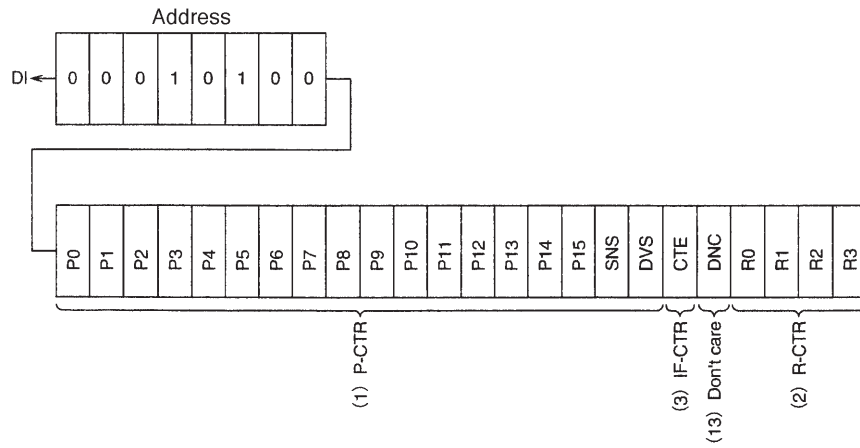 Address
DI 0 0 0 1 0 1 0 0
P0 P1 P2 P3 P4 P5 P6 P7 P8 P9 P10 P11 P12 P13 P14 P15 SNS DVS CTE DNC R0 R1 R2 R3
(1) P-CTR
(3) IF-CTR
(13) Don't care
(2) R-CTR